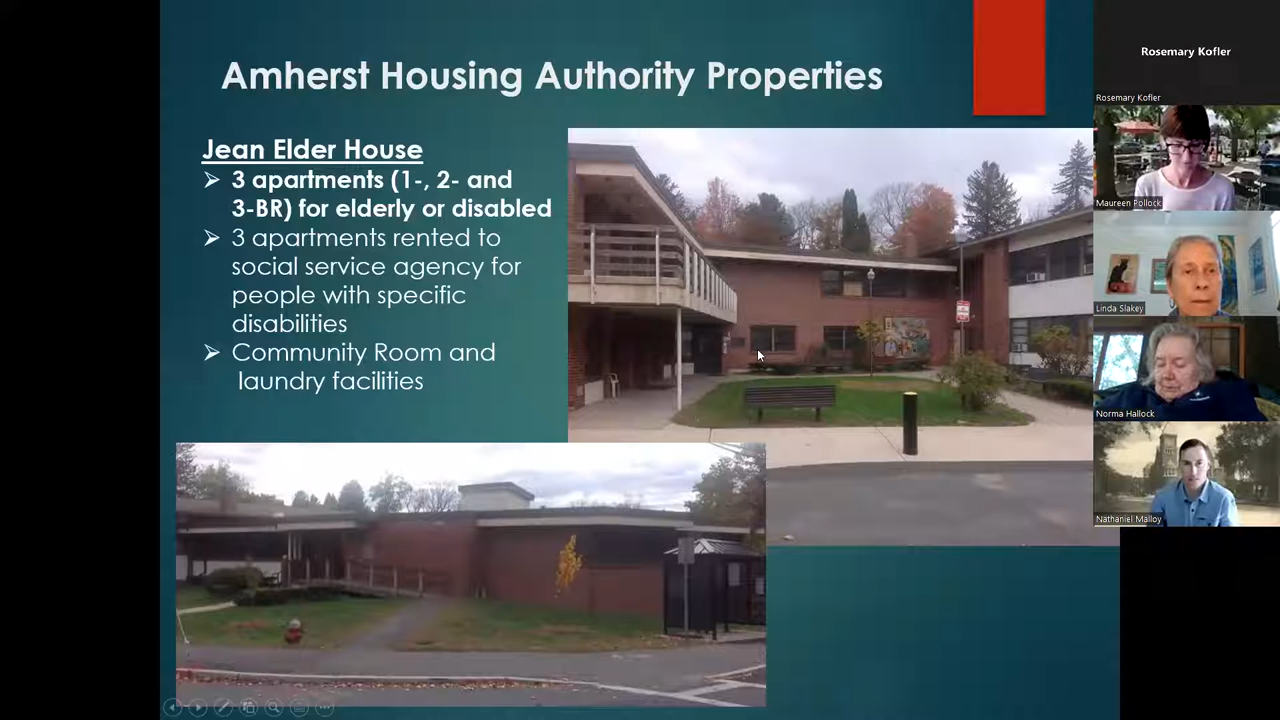 Amherst Housing Authority Properties
Jean Elder House
➢ 3 apartments (1-, 2- and
3-BR) for elderly or disabled
➢ 3 apartments rented to
social service agency for
people with specific
disabilities
➢ Community Room and
laundry facilities
Rosemary Kofler
Rosemary Kofler
Maureen Pollock
Linda Slakey
Norma Hallock
Nathaniel Malloy